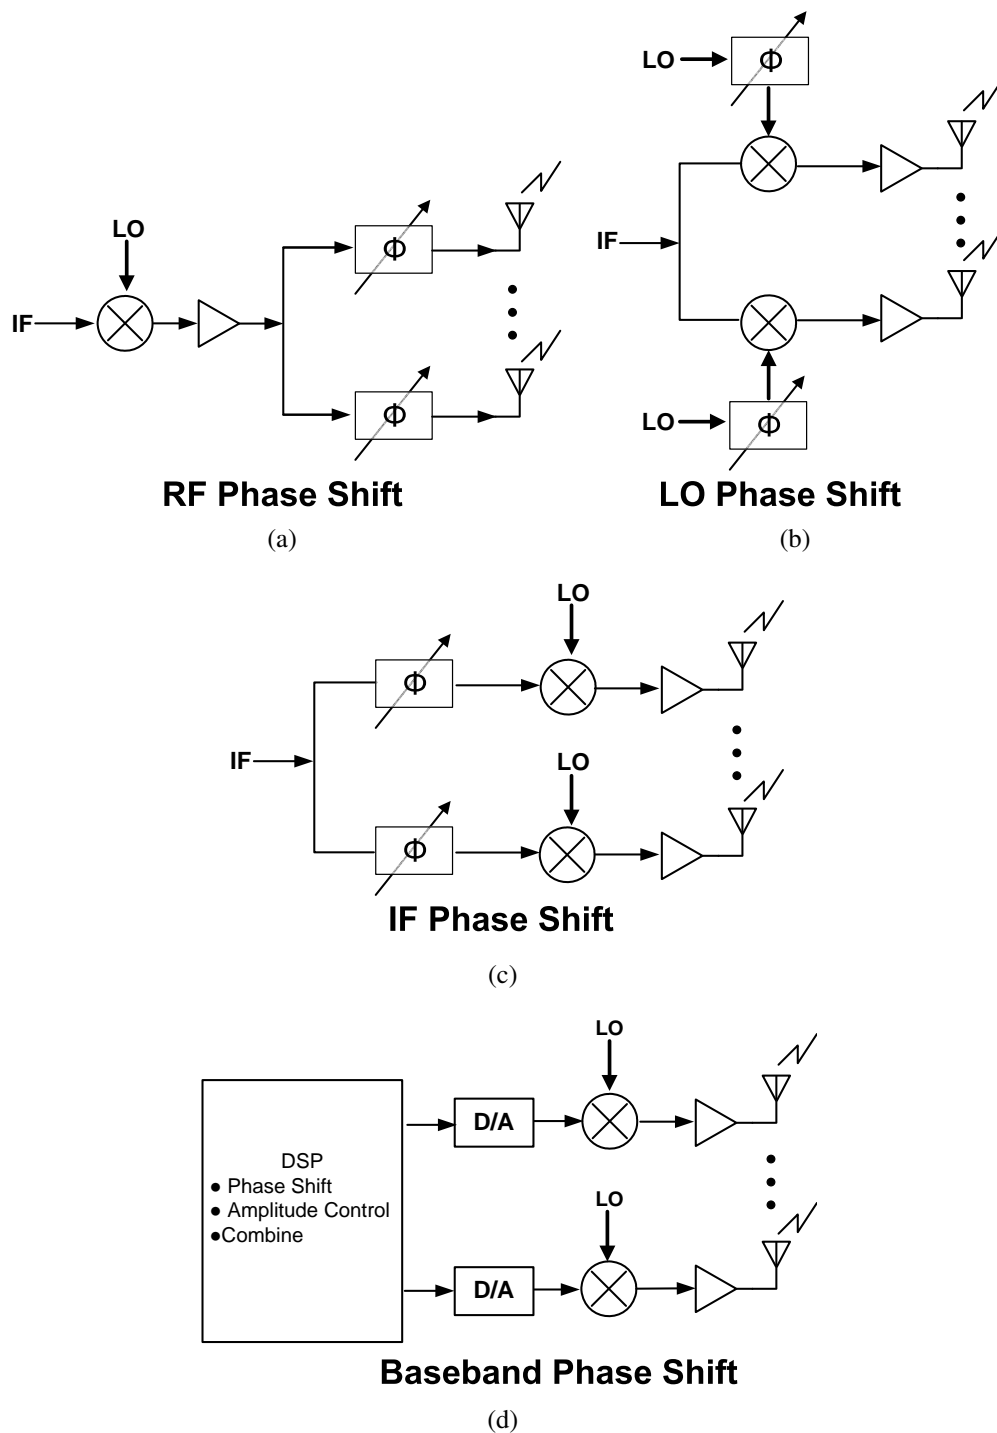 LO
IF
Φ
Φ
RF Phase Shift
(a)
LO
Φ
IF
LO
Φ
LO Phase Shift
(b)
LO
Φ
IF
LO
Φ
IF Phase Shift
(c)
LO
D/A
DSP
● Phase Shift
● Amplitude Control
●Combine
LO
D/A
Baseband Phase Shift
(d)